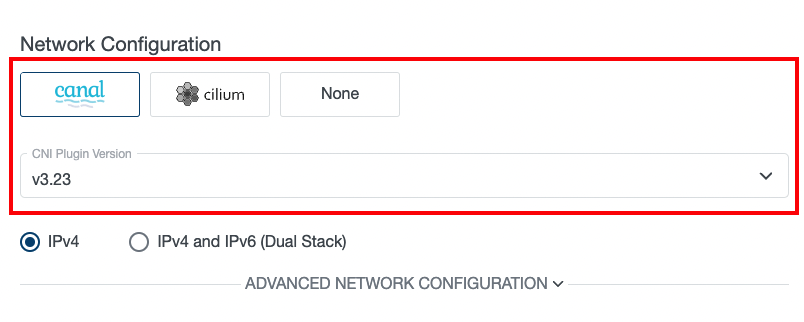 Network Configuration
canal cilium None
CNI Plugin Version
v3.23
IPv4 IPv4 and IPv6 (Dual Stack)
ADVANCED NETWORK CONFIGURATION